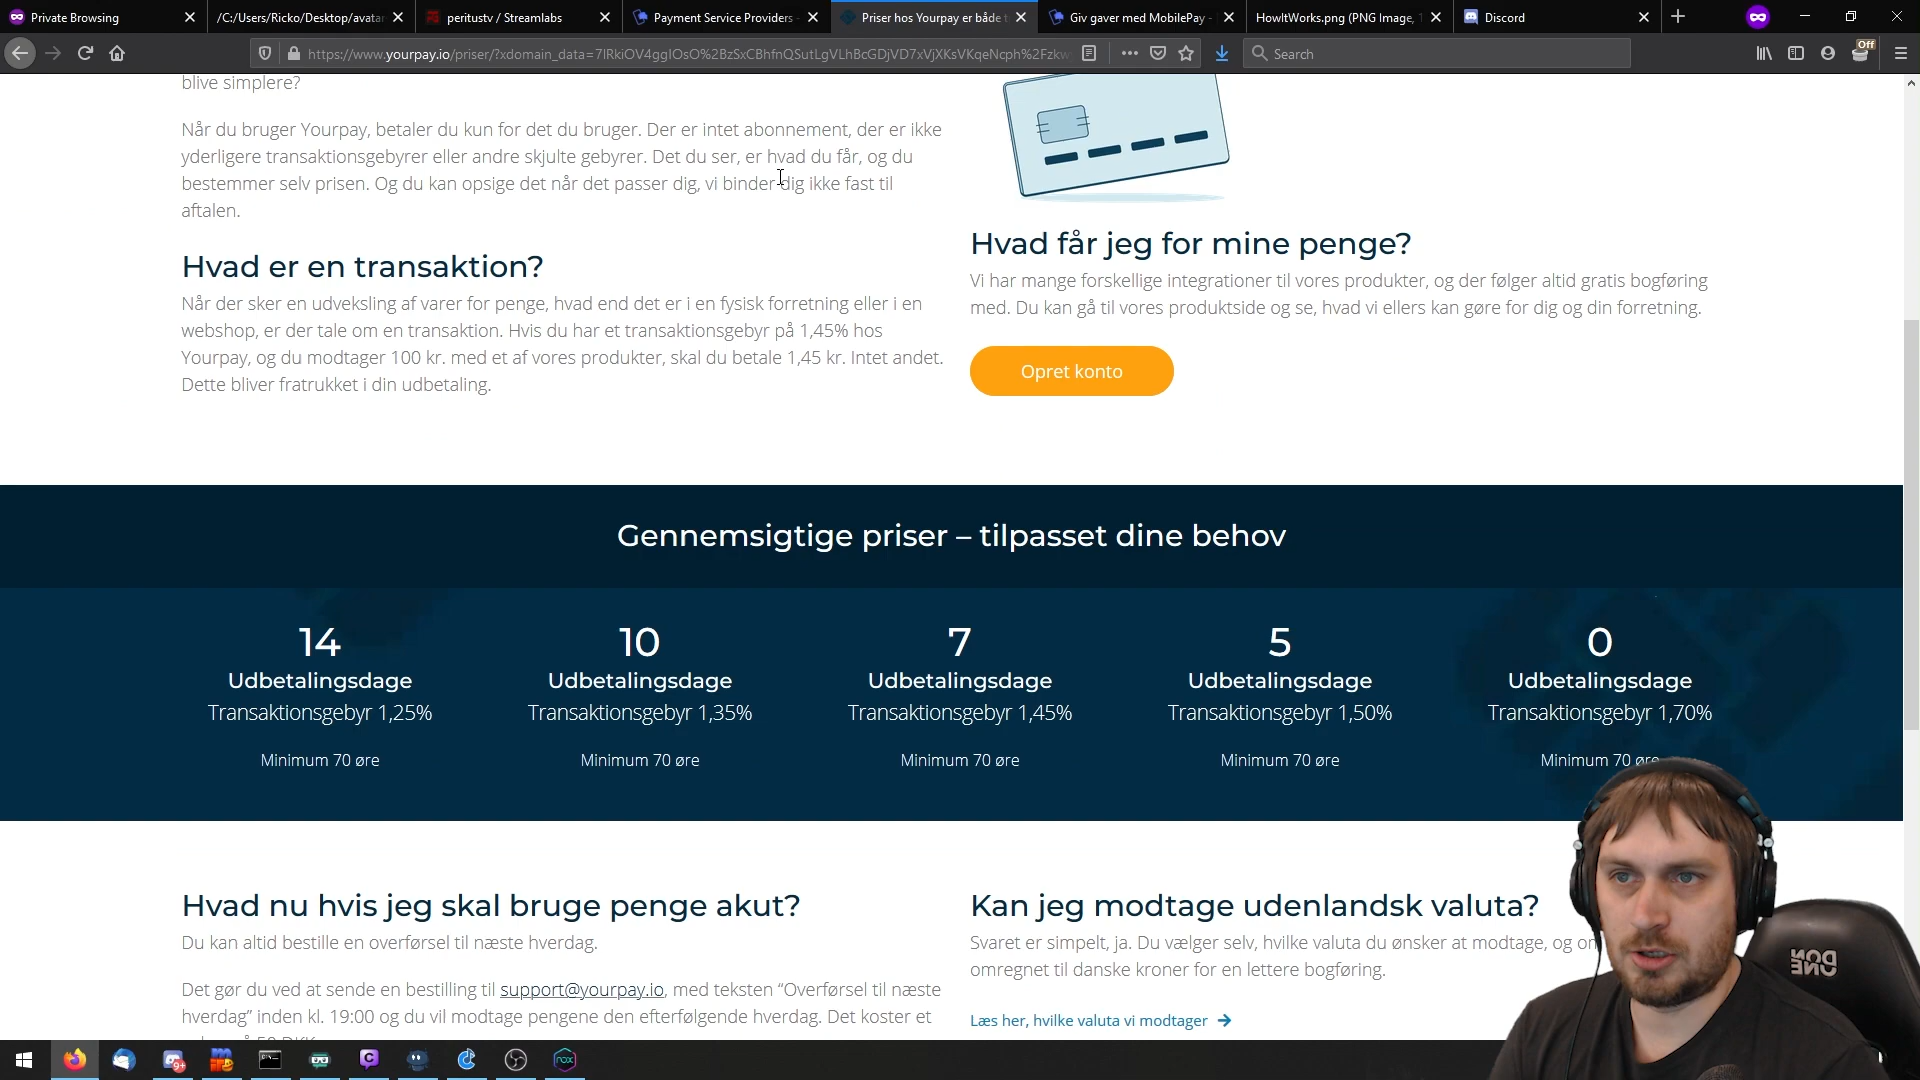 Private Browsing
/C:/Users/Ricko/Desktop/avatar
peritustv / Streamlabs
Payment Service Providers -
Priser hos Yourpay er både t
Giv gaver med MobilePay -
HowItWorks.png (PNG Image,
Discord
https://www.yourpay.io/priser/?xdomain_data=7IRkiOV4ggIOsO%2BzSxCBhfnQSutLgVLhBcGDjVD7xVjXKsVKqeNcph%2Fzkw
Search
Off
blive simplere?
Når du bruger Yourpay, betaler du kun for det du bruger. Der er intet abonnement, der er ikke
yderligere transaktionsgebyrer eller andre skjulte gebyrer. Det du ser, er hvad du får, og du
bestemmer selv prisen. Og du kan opsige det når det passer dig, vi binder dig ikke fast til
aftalen.
Hvad er en transaktion?
Når der sker en udveksling af varer for penge, hvad end det er i en fysisk forretning eller i en
webshop, er der tale om en transaktion. Hvis du har et transaktionsgebyr på 1,45% hos
Yourpay, og du modtager 100 kr. med et af vores produkter, skal du betale 1,45 kr. Intet andet.
Dette bliver fratrukket i din udbetaling.
Hvad får jeg for mine penge?
Vi har mange forskellige integrationer til vores produkter, og der følger altid gratis bogføring
med. Du kan gå til vores produktside og se, hvad vi ellers kan gøre for dig og din forretning.
Opret konto
Gennemsigtige priser – tilpasset dine behov
14
Udbetalingsdage
Transaktionsgebyr 1,25%
Minimum 70 øre
10
Udbetalingsdage
Transaktionsgebyr 1,35%
Minimum 70 øre
7
Udbetalingsdage
Transaktionsgebyr 1,45%
Minimum 70 øre
5
Udbetalingsdage
Transaktionsgebyr 1,50%
Minimum 70 øre
0
Udbetalingsdage
Transaktionsgebyr 1,70%
Minimum 70 øre
Hvad nu hvis jeg skal bruge penge akut?
Du kan altid bestille en overførsel til næste hverdag.
Det gør du ved at sende en bestilling til support@yourpay.io, med teksten “Overførsel til næste
hverdag” inden kl. 19:00 og du vil modtage pengene den efterfølgende hverdag. Det koster et
Kan jeg modtage udenlandsk valuta?
Svaret er simpelt, ja. Du vælger selv, hvilke valuta du ønsker at modtage, og
omregnet til danske kroner for en lettere bogføring.
Læs her, hvilke valuta vi modtager
DON
ONE
9+
nox